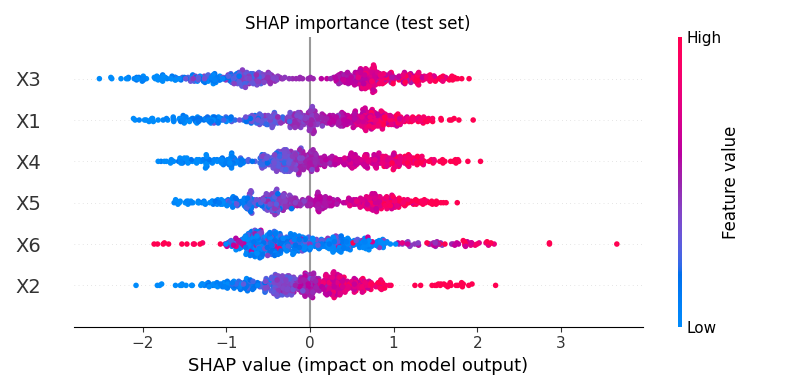 SHAP importance (test set)
High
X3
X1
X4
X5
X6
X2
Feature value
Low
−2
−1
0
1
2
3
SHAP value (impact on model output)